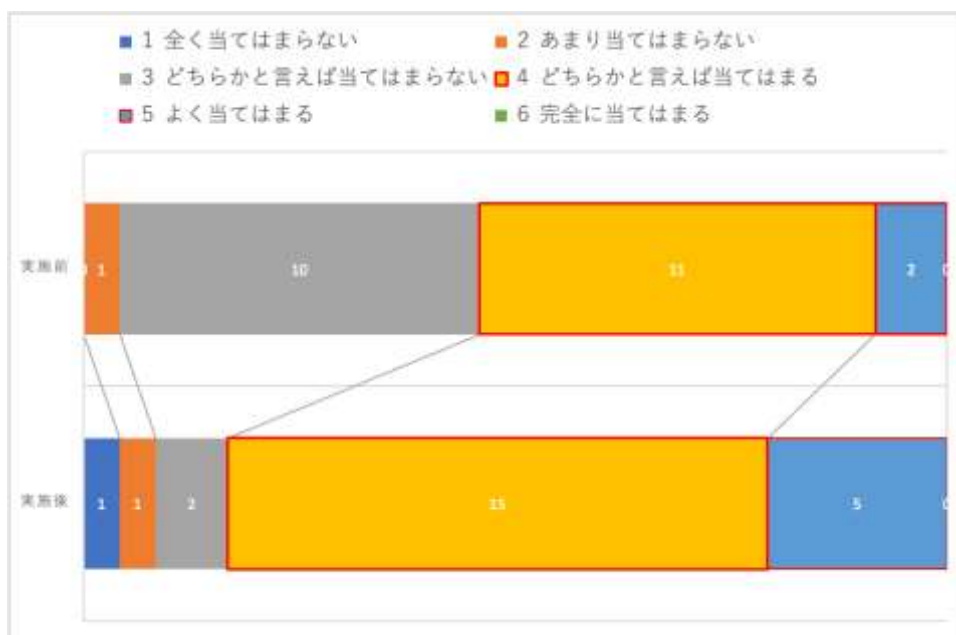 1 全く当てはまらない
2 あまり当てはまらない
3 どちらかと言えば当てはまらない
4 どちらかと言えば当てはまる
5 よく当てはまる
6 完全に当てはまる
実施前
1
10
11
2
0
実施後
1
1
2
15
5
0